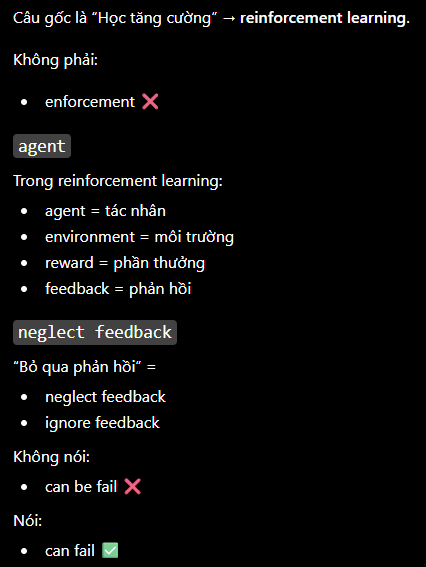 Câu gốc là “Học tăng cường” → reinforcement learning.
Không phải:
• enforcement ❌
agent
Trong reinforcement learning:
• agent = tác nhân
• environment = môi trường
• reward = phần thưởng
• feedback = phản hồi
neglect feedback
“Bỏ qua phản hồi” =
• neglect feedback
• ignore feedback
Không nói:
• can be fail ❌
Nói:
• can fail ✅